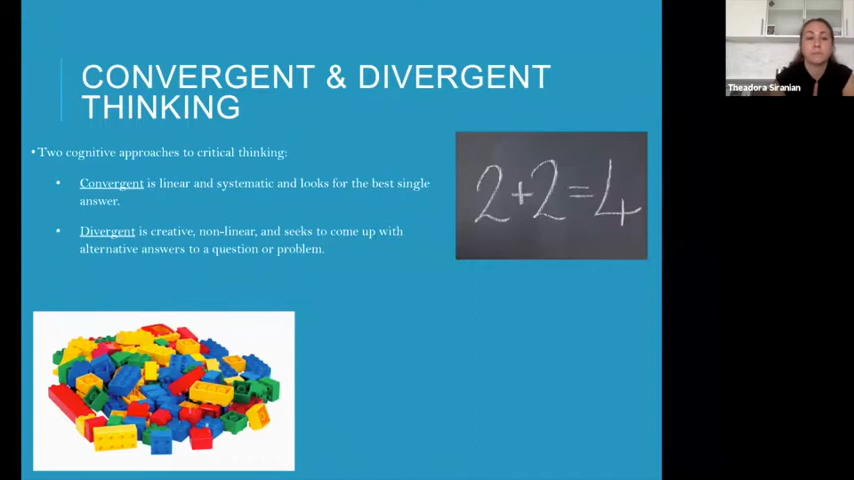 CONVERGENT & DIVERGENT
THINKING
• Two cognitive approaches to critical thinking:
• Convergent is linear and systematic and looks for the best single
answer.
• Divergent is creative, non-linear, and seeks to come up with
alternative answers to a question or problem.
2+2=4
Theadora Siranian